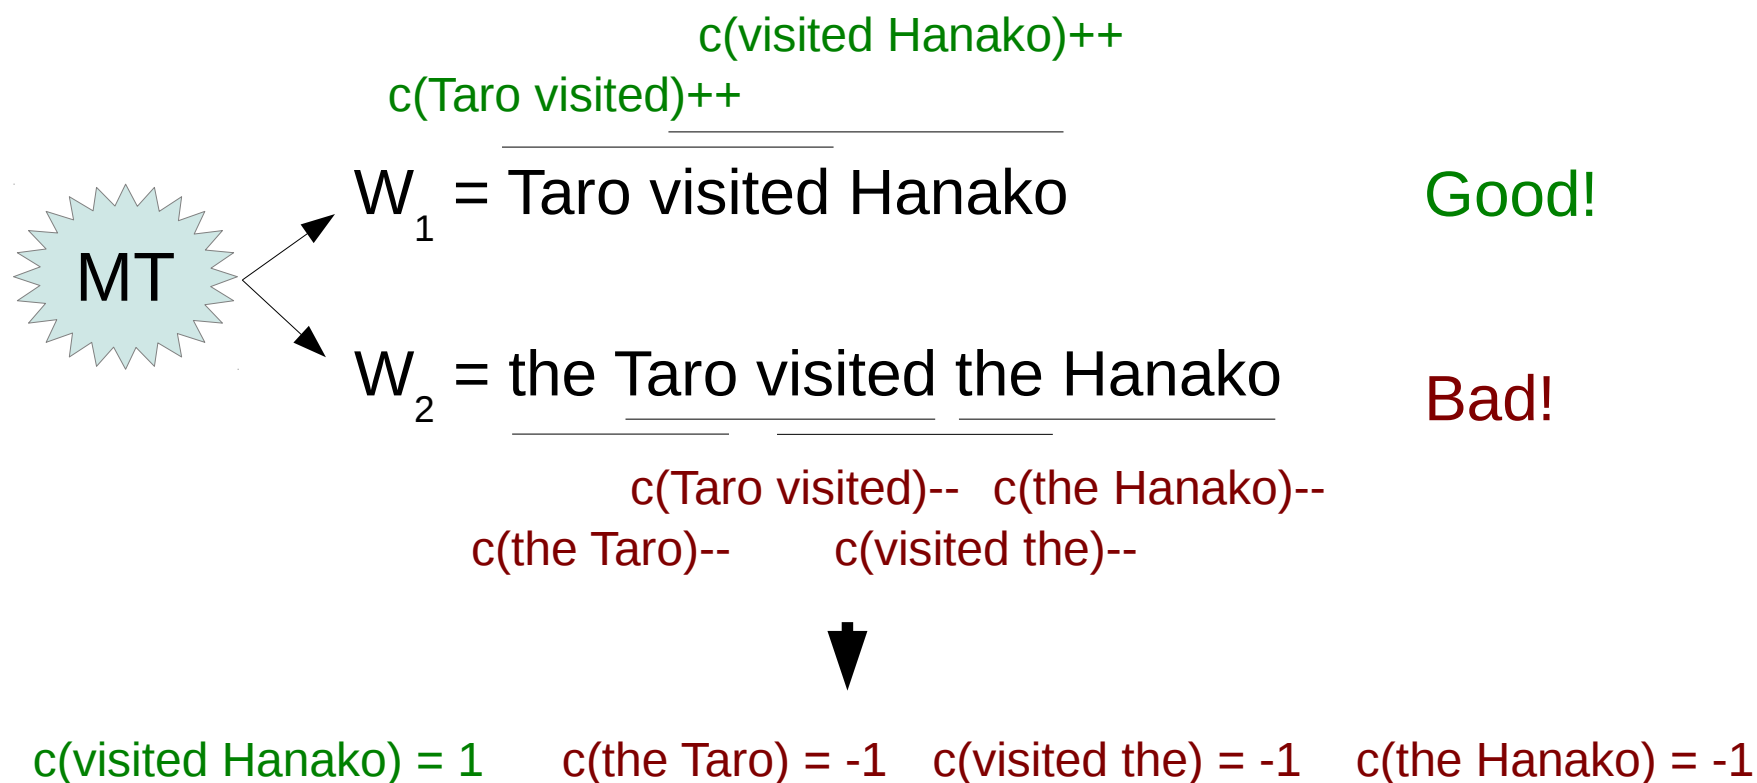 c(visited Hanako)++
c(Taro visited)++
W1 = Taro visited Hanako
Good!
MT
W2 = the Taro visited the Hanako
Bad!
c(Taro visited)-- c(the Hanako)--
c(the Taro)-- c(visited the)--
c(visited Hanako) = 1 c(the Taro) = -1 c(visited the) = -1 c(the Hanako) = -1